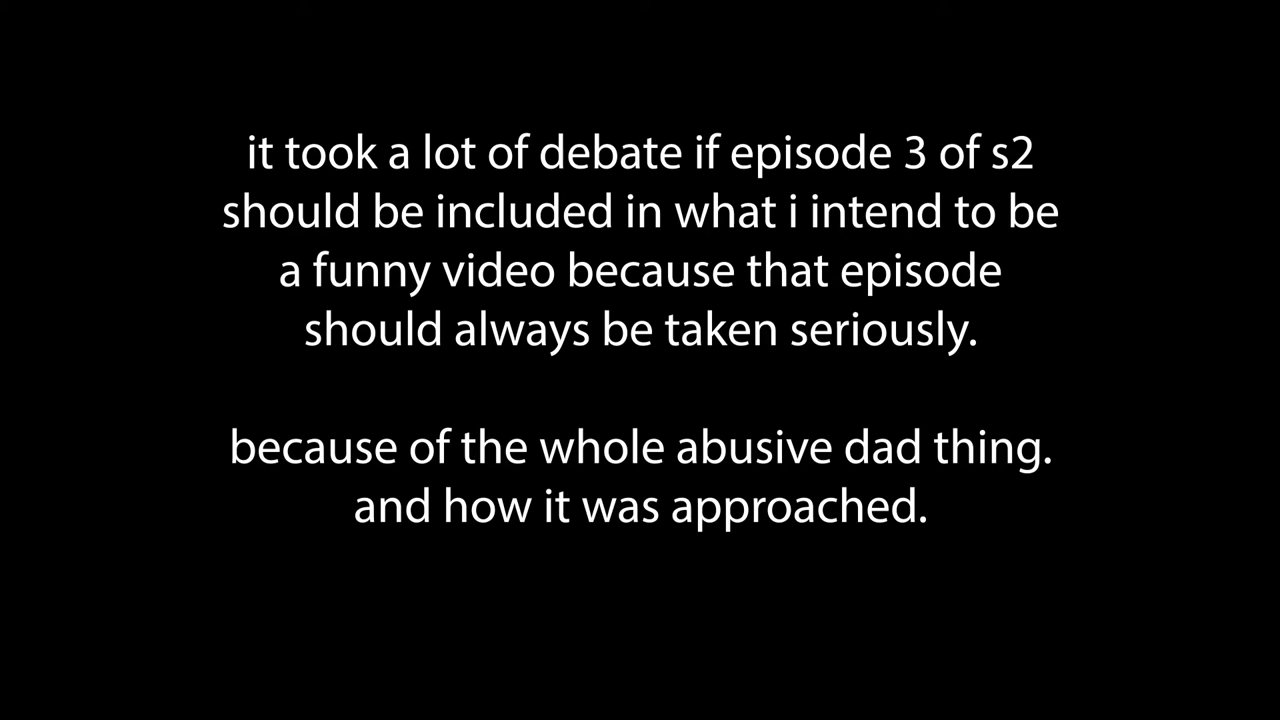 it took a lot of debate if episode 3 of s2
should be included in what i intend to be
a funny video because that episode
should always be taken seriously.
because of the whole abusive dad thing.
and how it was approached.